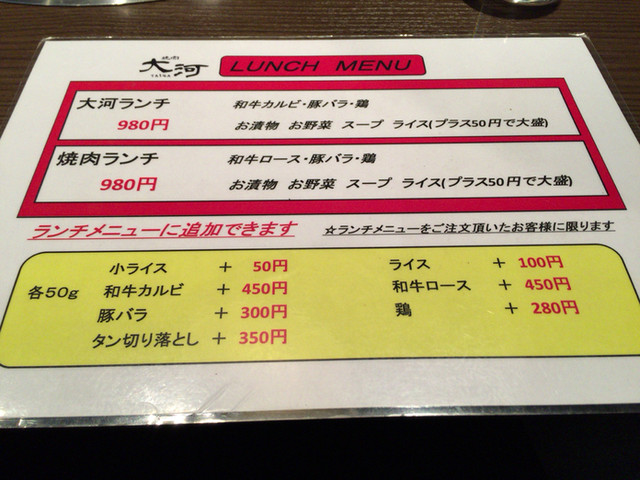 焼肉
大河
TAIGA
LUNCH MENU
大河ランチ 和牛カルビ・豚バラ・鶏
980円 お漬物 お野菜 スープ ライス(プラス50円で大盛)
焼肉ランチ 和牛ロース・豚バラ・鶏
980円 お漬物 お野菜 スープ ライス(プラス50円で大盛)
ランチメニューに追加できます ☆ランチメニューをご注文頂いたお客様に限ります
小ライス + 50円 ライス + 100円
各50g 和牛カルビ + 450円 和牛ロース + 450円
豚バラ + 300円 鶏 + 280円
タン切り落とし + 350円